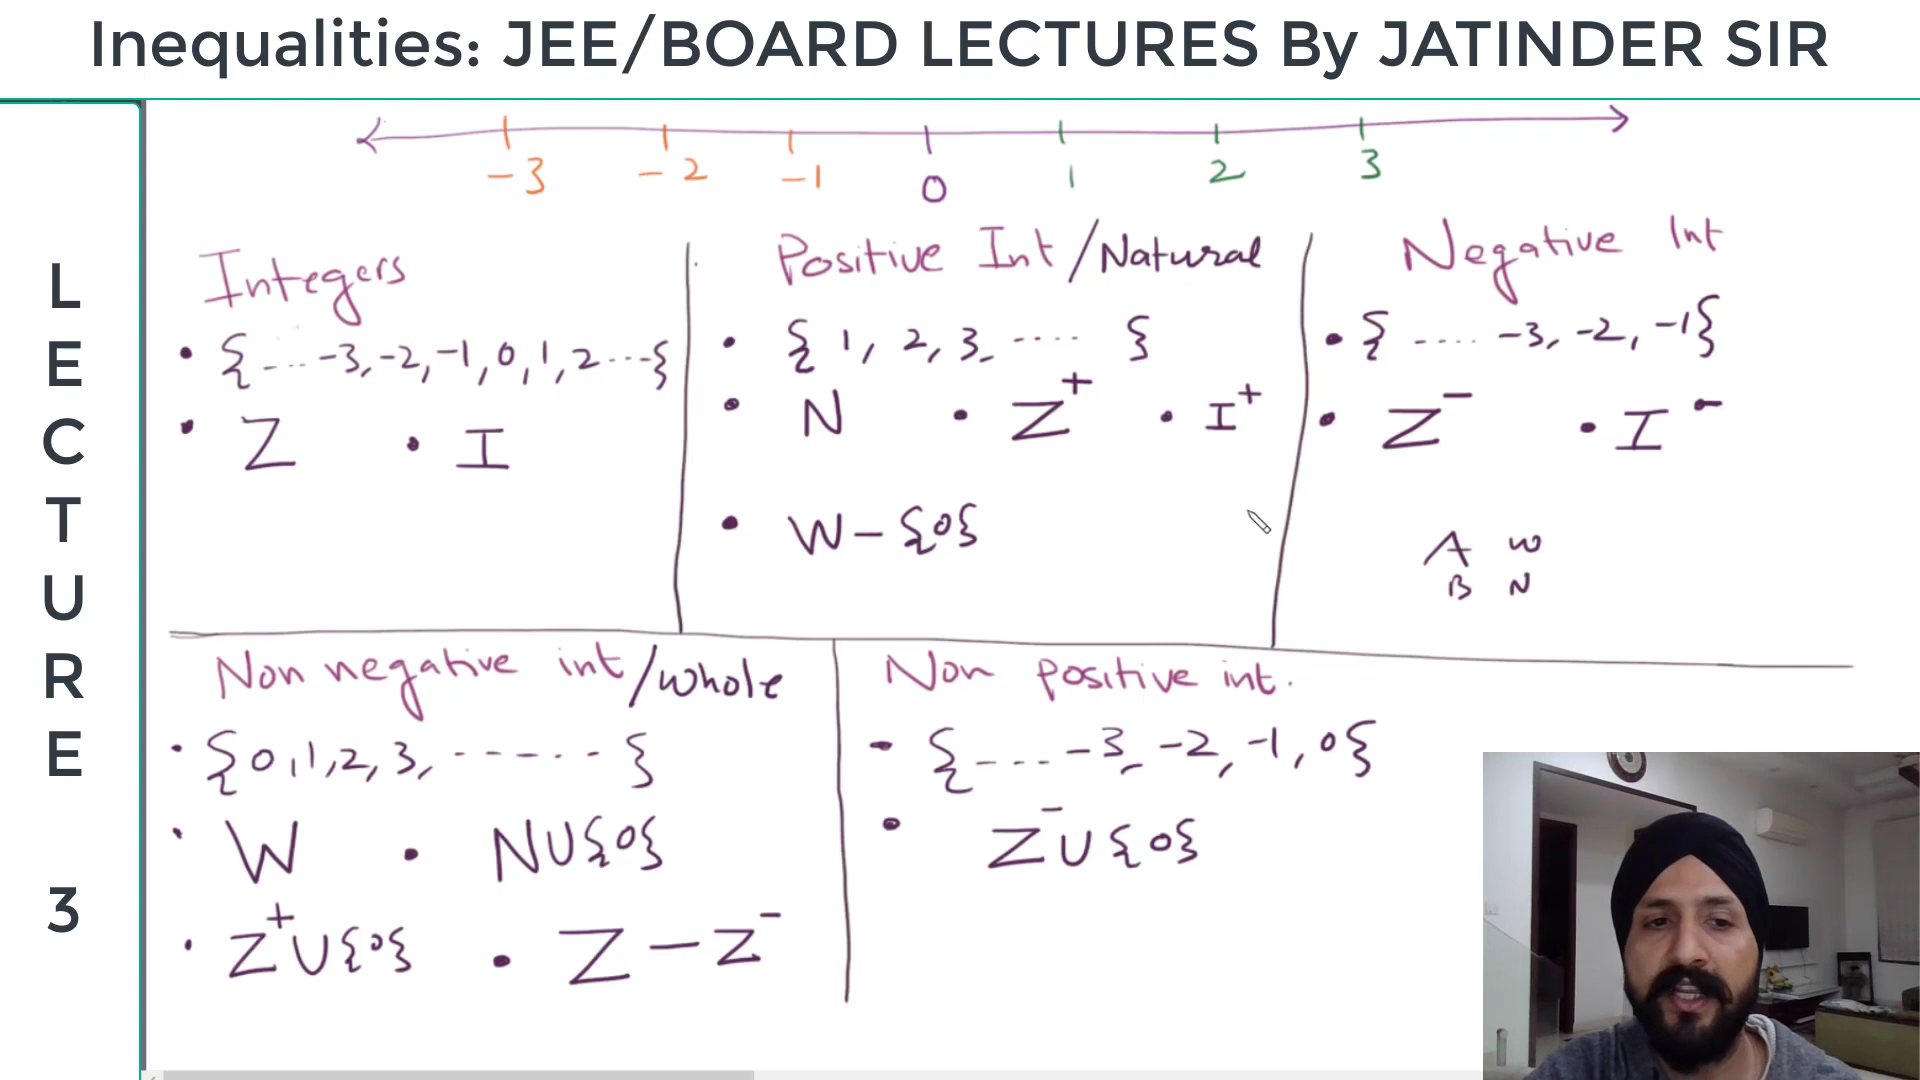 Inequalities: JEE/BOARD LECTURES By JATINDER SIR
LECTURE 3
-3 -2 -1 0 1 2 3
Integers
• {.... -3, -2, -1, 0, 1, 2 ....}
• Z • I
Positive Int / Natural
• { 1, 2, 3, ..... }
• N • Z⁺ • I⁺
• W - {0}
Negative Int
• { .... -3, -2, -1}
• Z⁻ • I⁻
A W
B N
Non negative int / whole
• {0, 1, 2, 3, ------ }
• W • N∪{0}
• Z⁺∪{0} • Z - Z⁻
Non positive int.
- {---- -3, -2, -1, 0}
• Z⁻∪{0}